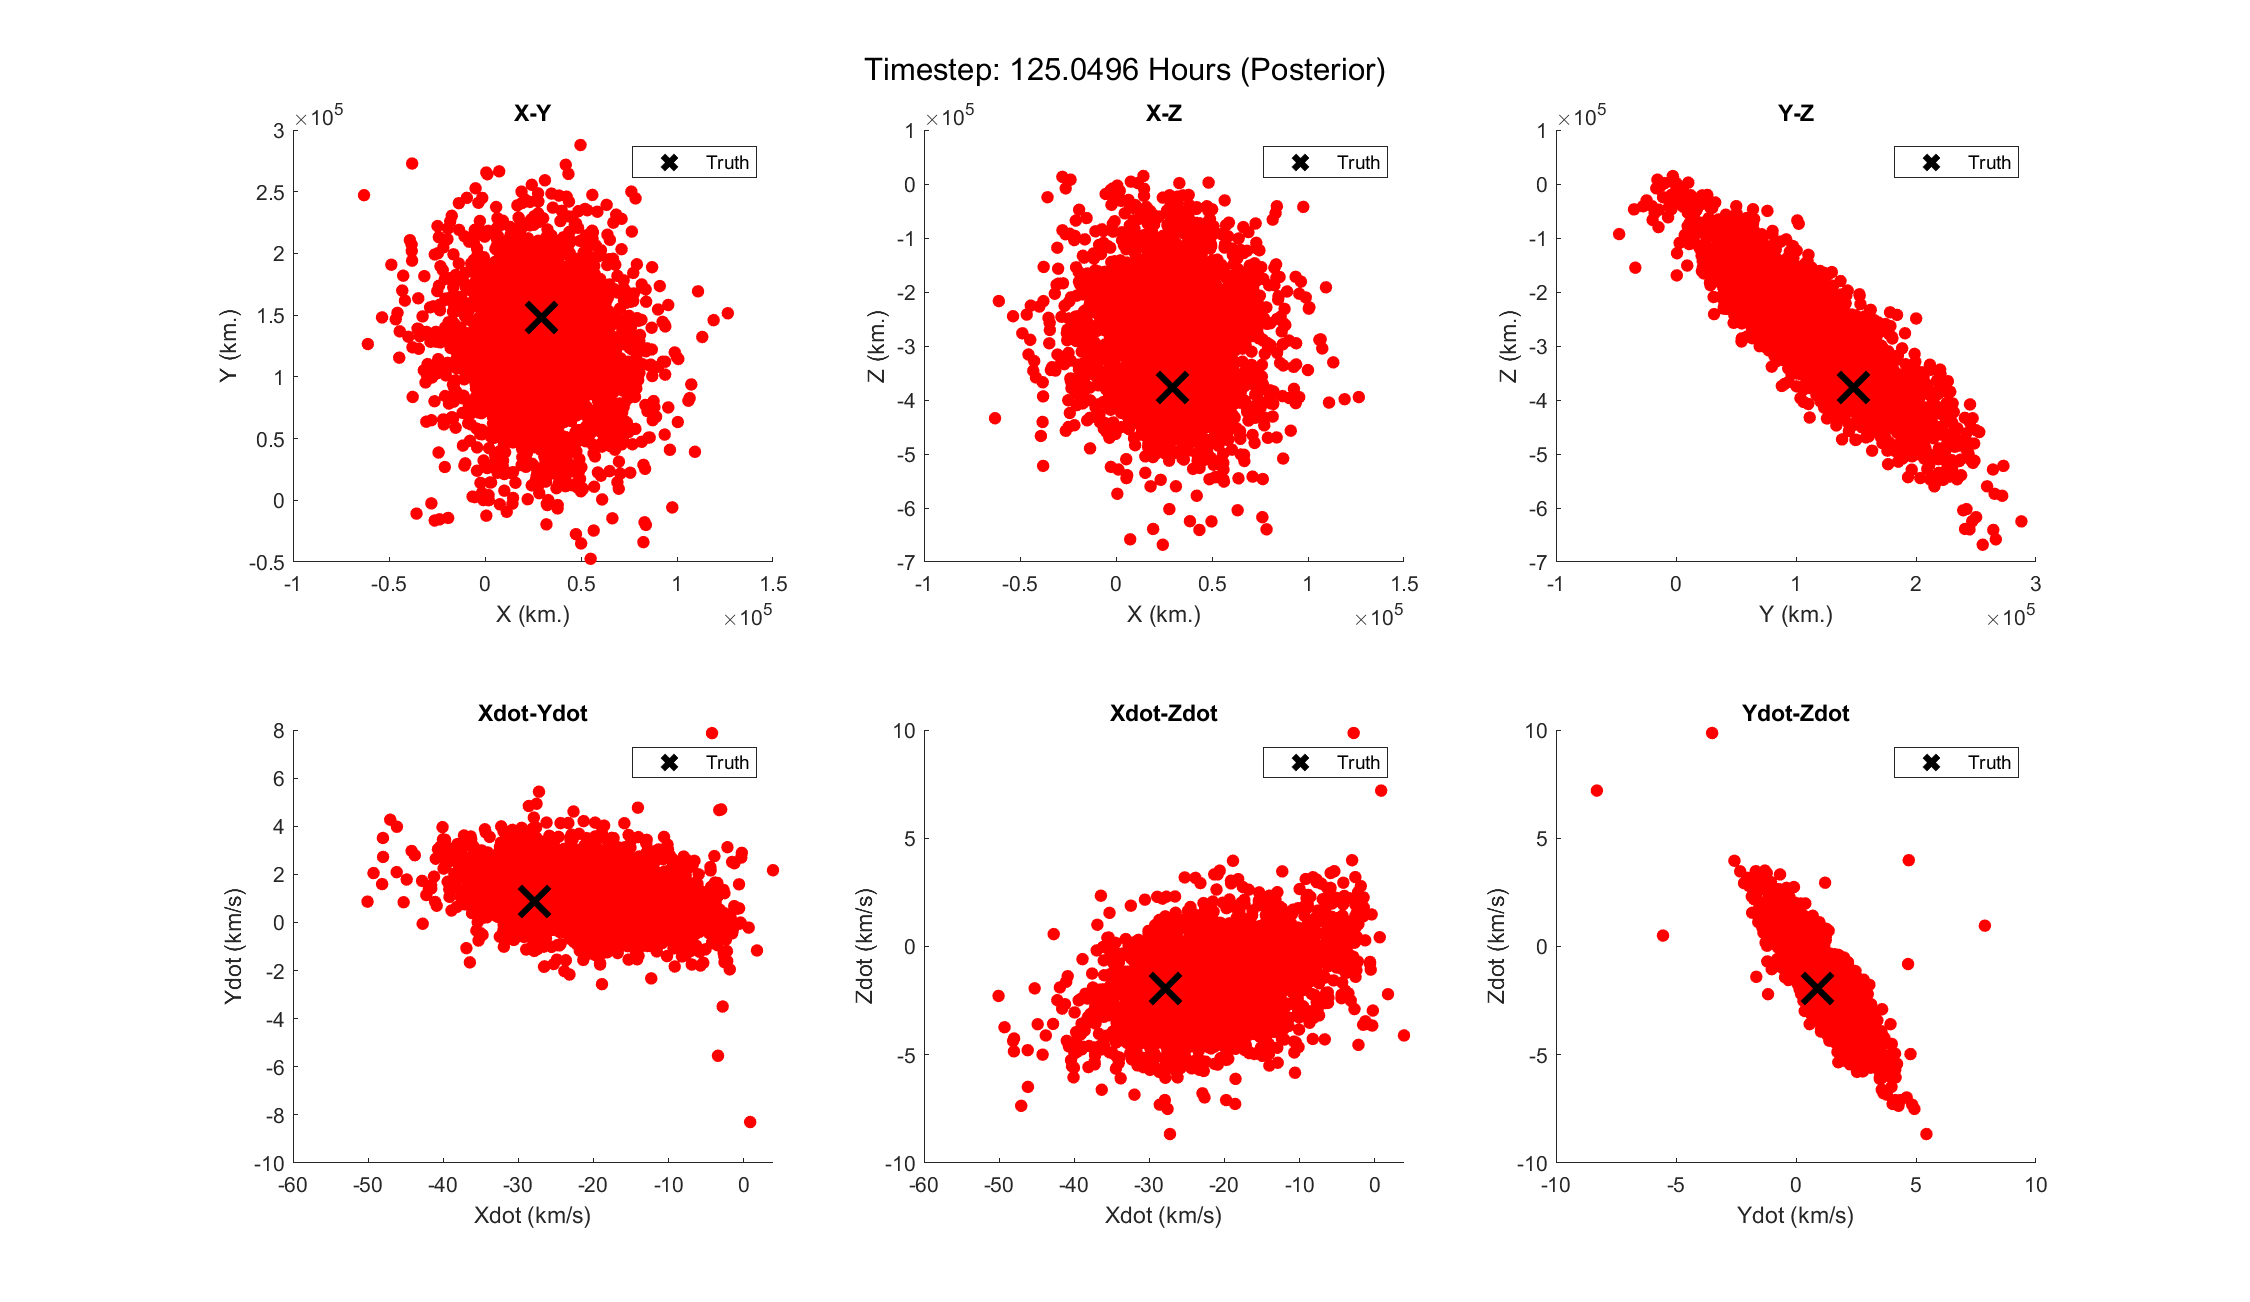 Timestep: 125.0496 Hours (Posterior)
X-Y
×10^5
Truth
3
2.5
2
1.5
1
0.5
0
-0.5
Y (km.)
-1 -0.5 0 0.5 1 1.5
X (km.)
×10^5
X-Z
×10^5
Truth
1
0
-1
-2
-3
-4
-5
-6
-7
Z (km.)
-1 -0.5 0 0.5 1 1.5
X (km.)
×10^5
Y-Z
×10^5
Truth
1
0
-1
-2
-3
-4
-5
-6
-7
Z (km.)
-1 0 1 2 3
Y (km.)
×10^5
Xdot-Ydot
Truth
8
6
4
2
0
-2
-4
-6
-8
-10
Ydot (km/s)
-60 -50 -40 -30 -20 -10 0
Xdot (km/s)
Xdot-Zdot
Truth
10
5
0
-5
-10
Zdot (km/s)
-60 -50 -40 -30 -20 -10 0
Xdot (km/s)
Ydot-Zdot
Truth
10
5
0
-5
-10
Zdot (km/s)
-10 -5 0 5 10
Ydot (km/s)